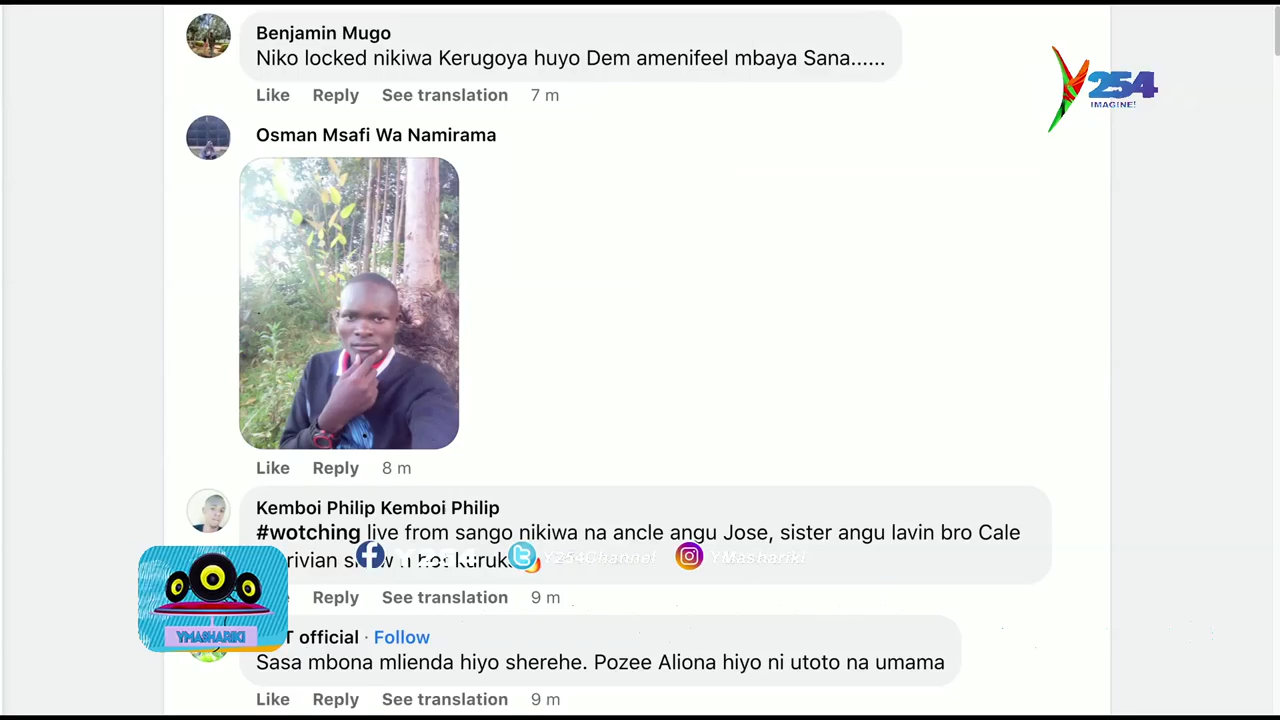 Benjamin Mugo
Niko locked nikiwa Kerugoya huyo Dem amenifeel mbaya Sana......
Like Reply See translation 7 m
Y254
IMAGINE!
Osman Msafi Wa Namirama
Like Reply 8 m
Kemboi Philip Kemboi Philip
#wotching live from sango nikiwa na ancle angu Jose, sister angu lavin bro Cale
Y254 Y254Channel YMashariki
Reply See translation 9 m
YMASHARIKI
official · Follow
Sasa mbona mlienda hiyo sherehe. Pozee Aliona hiyo ni utoto na umama
Like Reply See translation 9 m